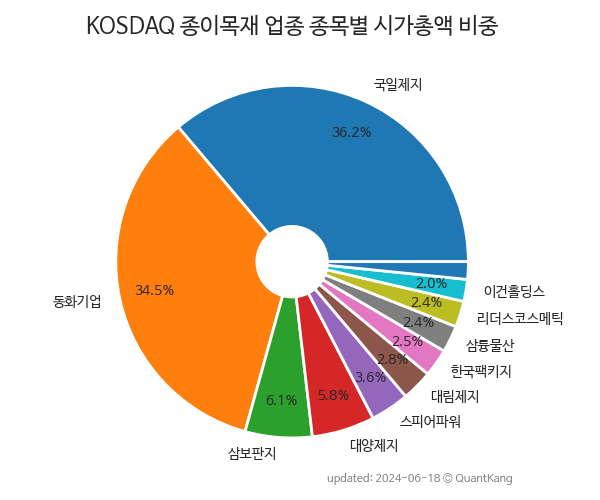 KOSDAQ 종이목재 업종 종목별 시가총액 비중
국일제지
36.2%
동화기업
34.5%
삼보판지
6.1%
대양제지
5.8%
스피어파워
3.6%
대림제지
2.8%
한국팩키지
2.5%
삼륭물산
2.4%
리더스코스메틱
2.4%
이건홀딩스
2.0%
updated: 2024-06-18 © QuantKang